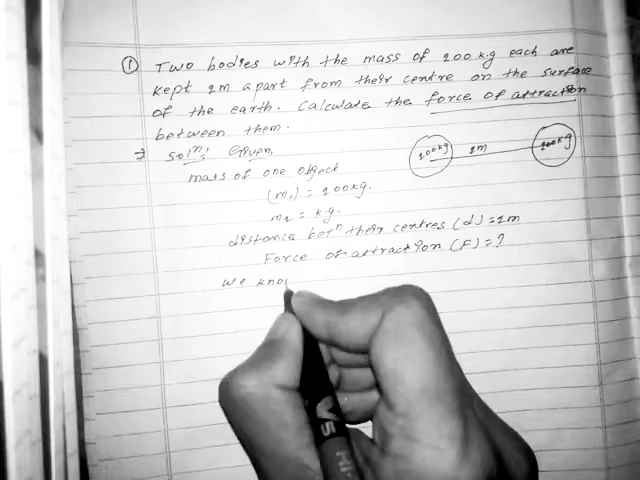 ① Two bodies with the mass of 200 kg each are
kept 2m apart from their centre on the surface
of the earth. Calculate the force of attraction
between them.
→ Solⁿ: Given,
200kg 2m 200kg
mass of one object
(m₁) = 200kg.
m₂ = kg.
distance betⁿ their centres (d) = 2m
Force of attraction (F) = ?
we kno
VS
HI-